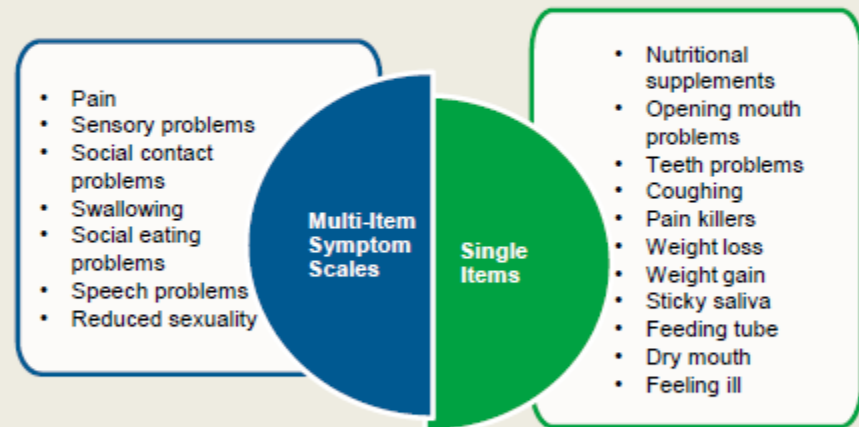 • Pain
• Sensory problems
• Social contact
problems
• Swallowing
• Social eating
problems
• Speech problems
• Reduced sexuality
Multi-Item
Symptom
Scales
Single
Items
• Nutritional
supplements
• Opening mouth
problems
• Teeth problems
• Coughing
• Pain killers
• Weight loss
• Weight gain
• Sticky saliva
• Feeding tube
• Dry mouth
• Feeling ill